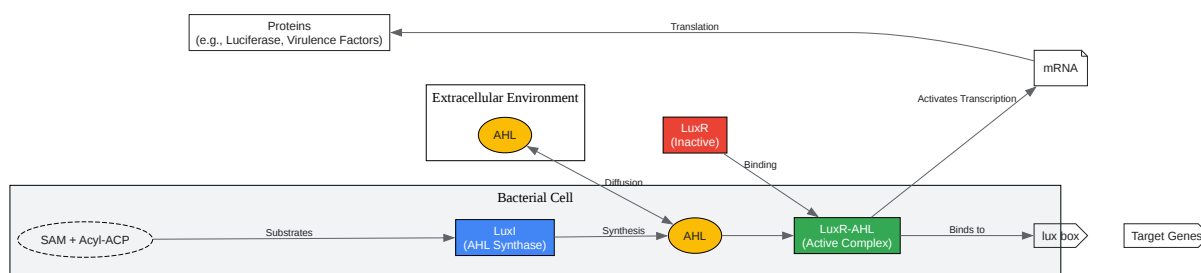 Proteins
(e.g., Luciferase, Virulence Factors)
Translation
mRNA
Extracellular Environment
AHL
Activates Transcription
LuxR
(Inactive)
Binding
Diffusion
Bacterial Cell
SAM + Acyl-ACP
Substrates
LuxI
(AHL Synthase)
Synthesis
AHL
LuxR-AHL
(Active Complex)
Binds to
lux box
Target Genes